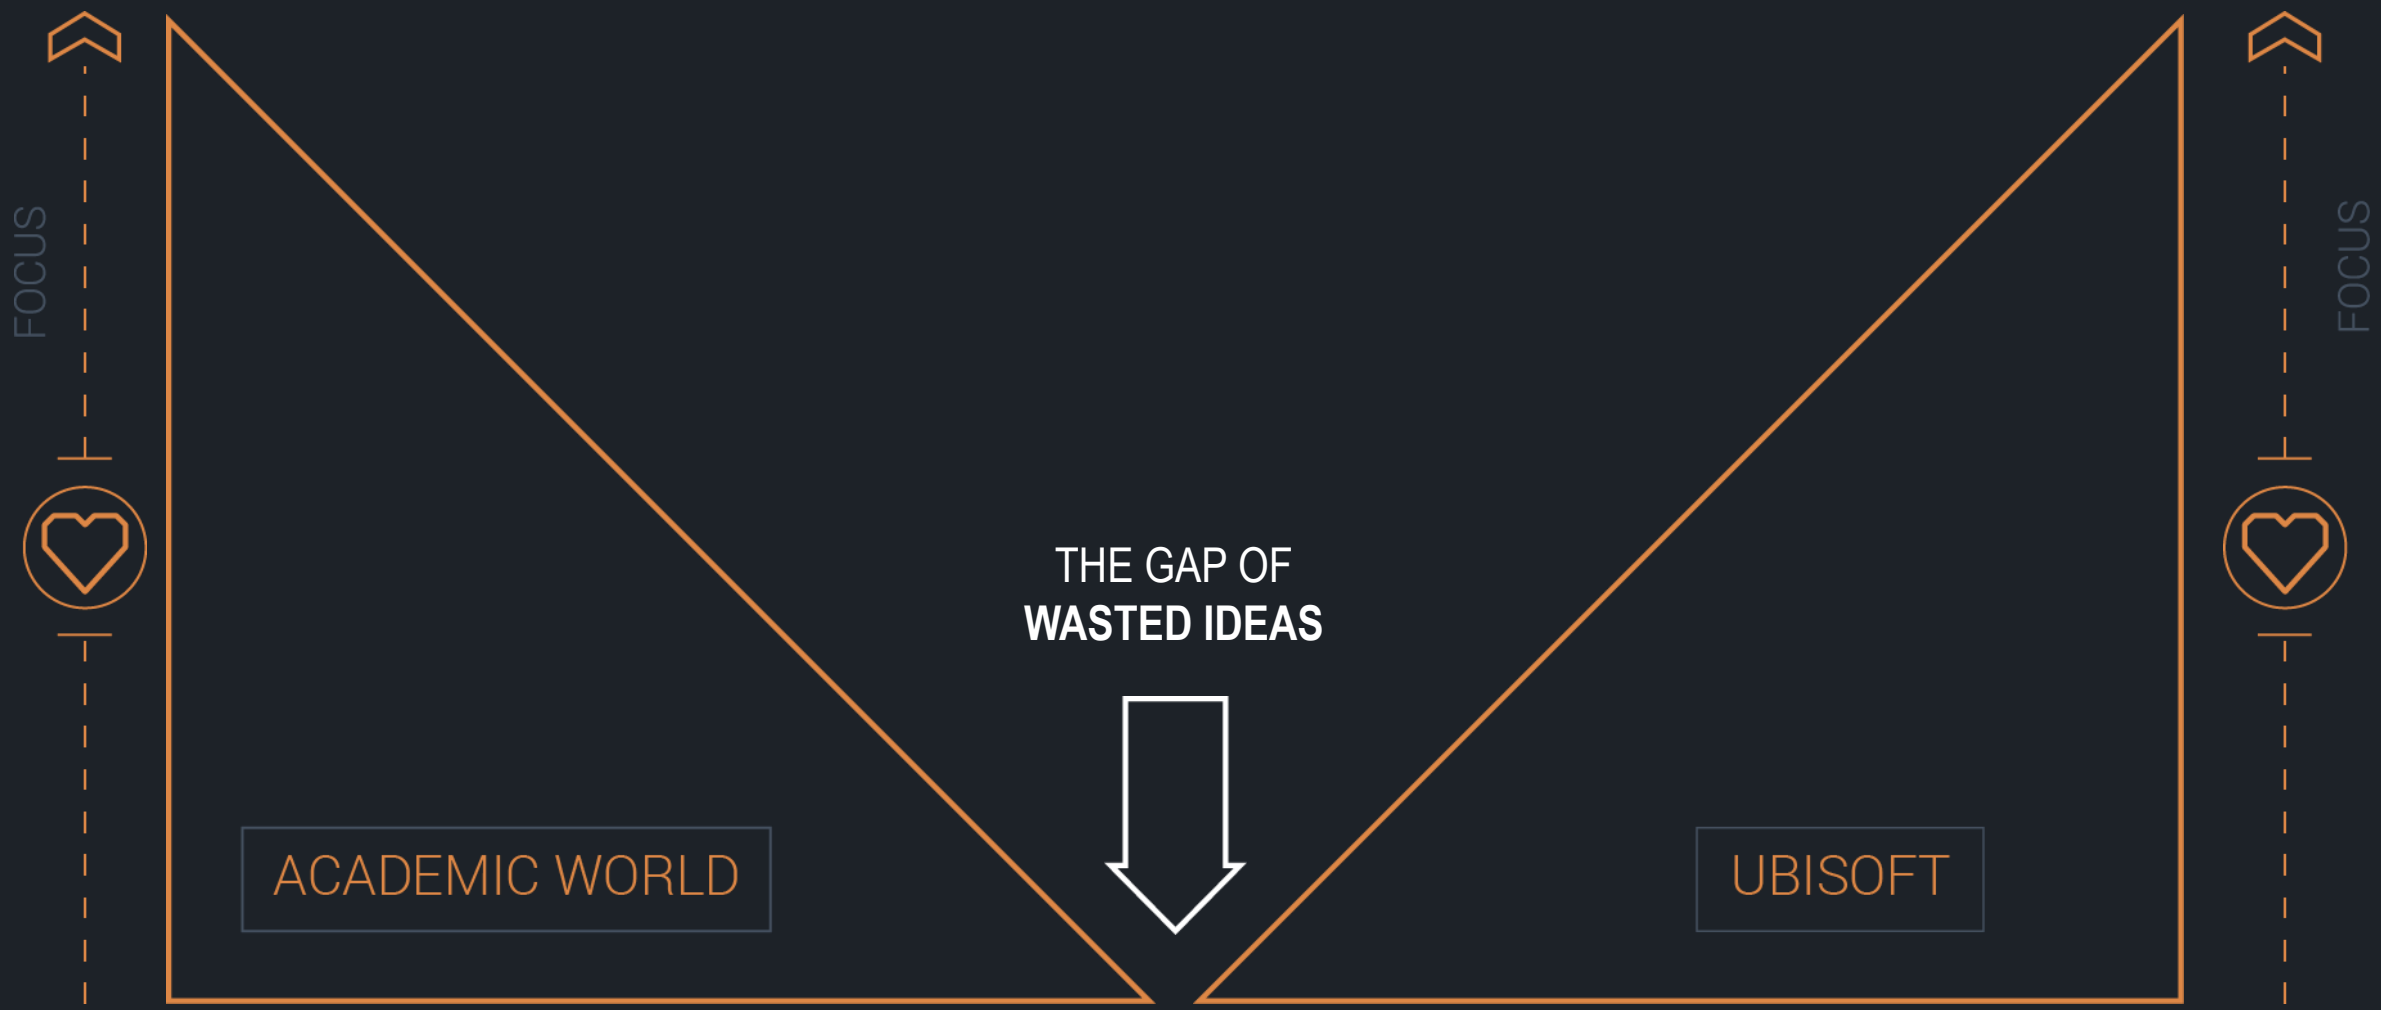 FOCUS
FOCUS
THE GAP OF
WASTED IDEAS
ACADEMIC WORLD
UBISOFT